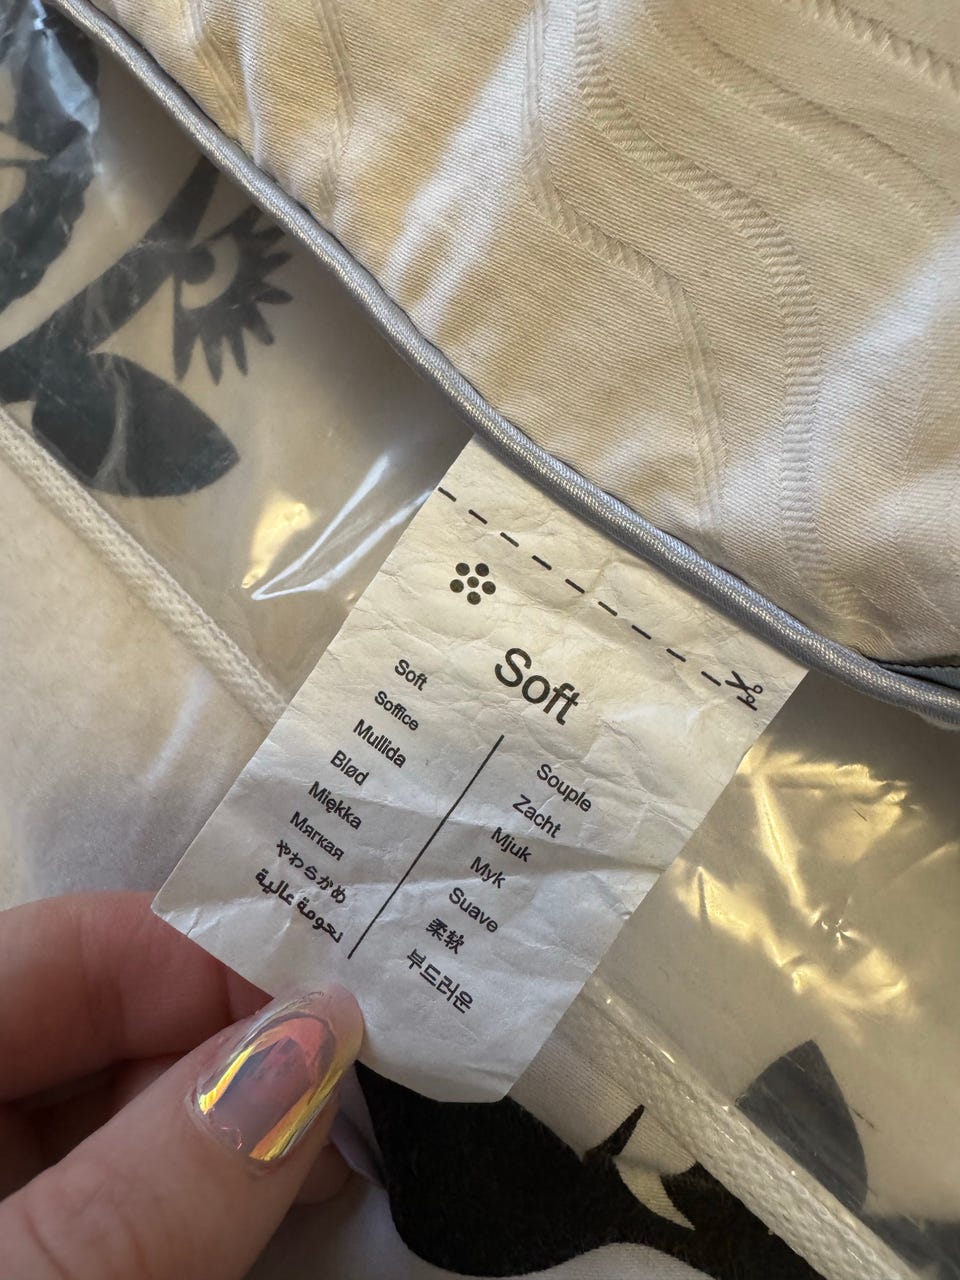 Soft
Soft
Soffice
Mullida
Blød
Miękka
Мягкая
やわらかめ
نعومة عالية
Souple
Zacht
Mjuk
Myk
Suave
柔软
부드러운